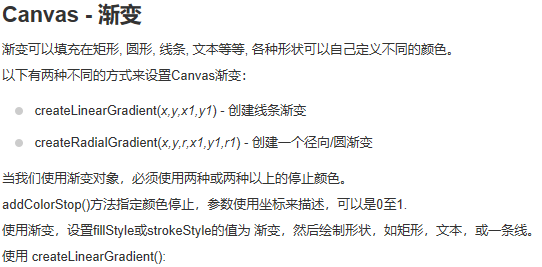 Canvas - 渐变
渐变可以填充在矩形, 圆形, 线条, 文本等等, 各种形状可以自己定义不同的颜色。
以下有两种不同的方式来设置Canvas渐变：
createLinearGradient(x,y,x1,y1) - 创建线条渐变
createRadialGradient(x,y,r,x1,y1,r1) - 创建一个径向/圆渐变
当我们使用渐变对象，必须使用两种或两种以上的停止颜色。
addColorStop()方法指定颜色停止，参数使用坐标来描述，可以是0至1.
使用渐变，设置fillStyle或strokeStyle的值为 渐变，然后绘制形状，如矩形，文本，或一条线。
使用 createLinearGradient():